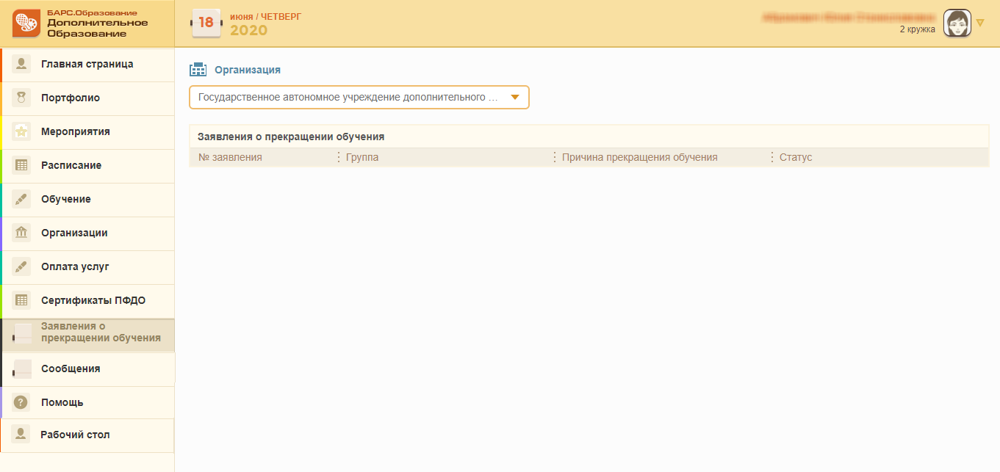 БАРС.Образование
Дополнительное
Образование
18
июня / ЧЕТВЕРГ
2020
2 кружка
Главная страница
Портфолио
Мероприятия
Расписание
Обучение
Организации
Оплата услуг
Сертификаты ПФДО
Заявления о
прекращении обучения
Сообщения
?
Помощь
Рабочий стол
Организация
Государственное автономное учреждение дополнительного ...
Заявления о прекращении обучения
№ заявления
Группа
Причина прекращения обучения
Статус